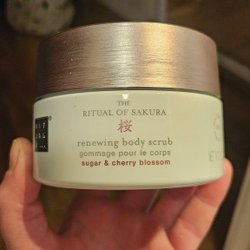 THE
RITUAL OF SAKURA
桜
renewing body scrub
gommage pour le corps
sugar & cherry blossom